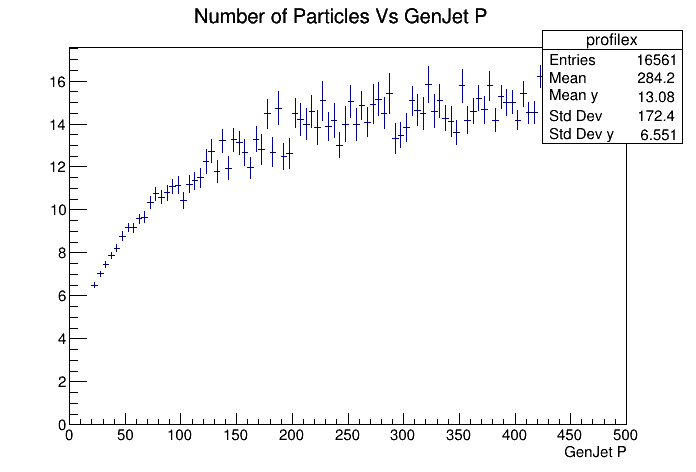 Number of Particles Vs GenJet P
profilex
Entries 16561
Mean 284.2
Mean y 13.08
Std Dev 172.4
Std Dev y 6.551
16
14
12
10
8
6
4
2
0
0 50 100 150 200 250 300 350 400 450 500
GenJet P